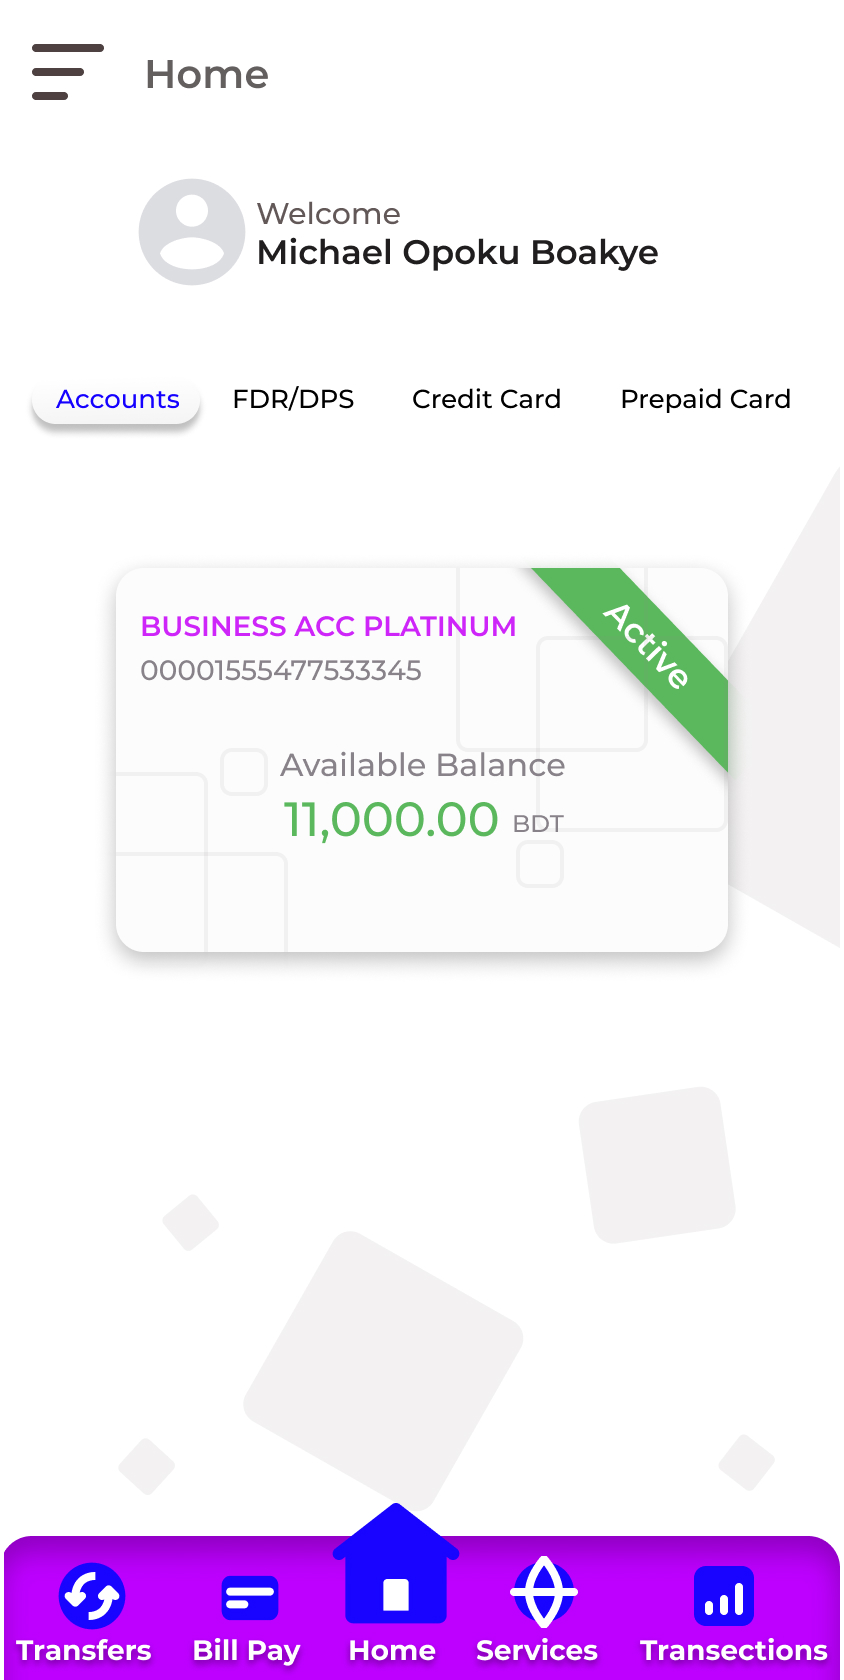 Home
Welcome
Michael Opoku Boakye
Accounts FDR/DPS Credit Card Prepaid Card
BUSINESS ACC PLATINUM
00001555477533345
Active
Available Balance
11,000.00 BDT
Transfers Bill Pay Home Services Transections